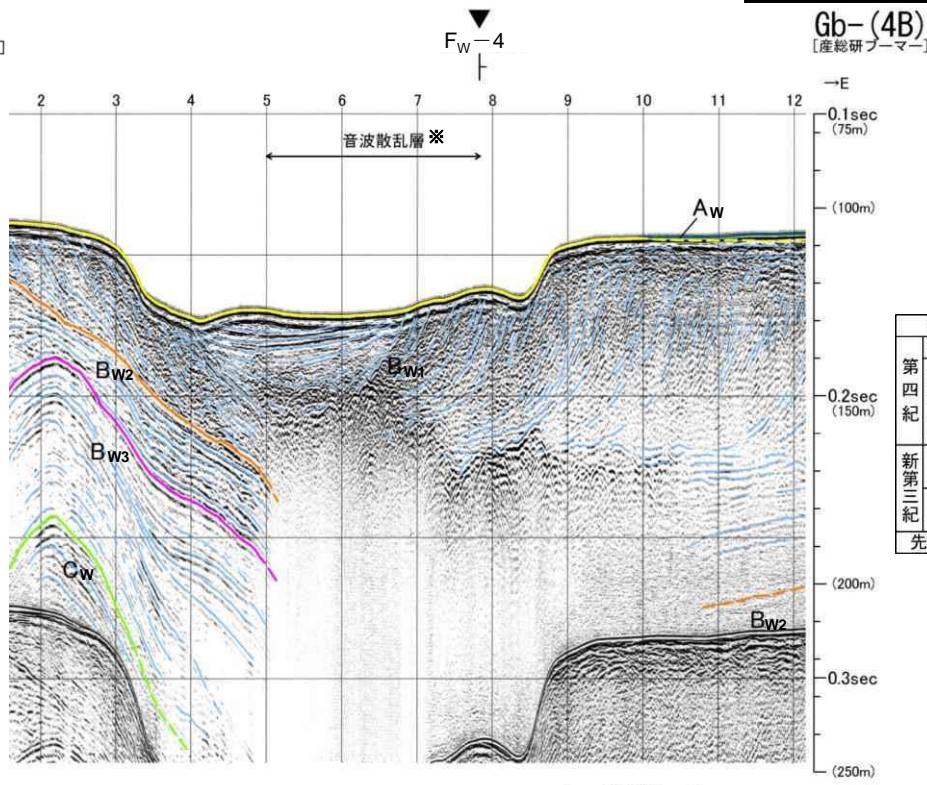 Gb-(4B)
[産総研ブーマー]
▼
FW-4
→E
2 3 4 5 6 7 8 9 10 11 12
0.1sec
(75m)
音波散乱層※
(100m)
AW
BW2
BW1
0.2sec
(150m)
BW3
CW
(200m)
BW2
0.3sec
(250m)
第四紀
新第三紀
先